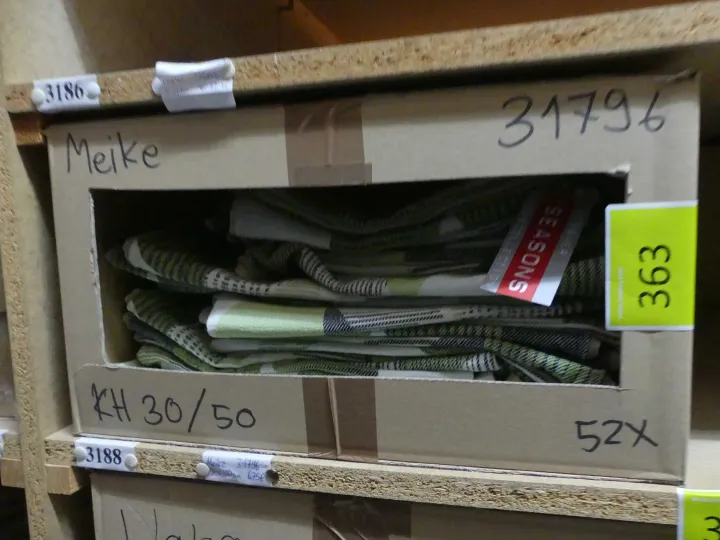 3186
Meike
31796
SEASONS
363
KH 30/50
52X
3188